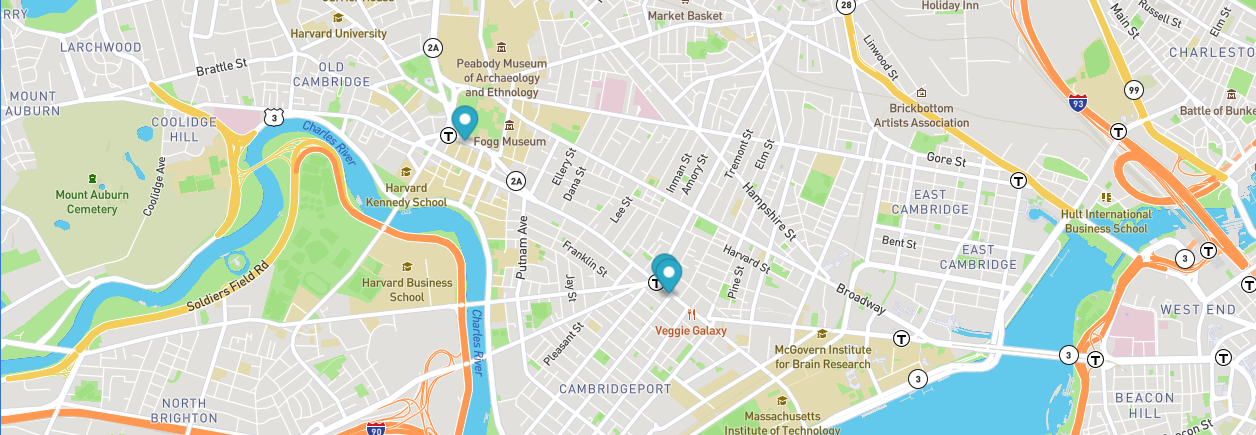 RRY
LARCHWOOD
Harvard University
2A
Market Basket
28
Holiday Inn
Main St
Russell St
Elm St
CHARLESTO
Linwood St
Brattle St
OLD
CAMBRIDGE
Peabody Museum
of Archaeology
and Ethnology
MOUNT
AUBURN
COOLIDGE
HILL
3
Charles River
T
Fogg Museum
Brickbottom
Artists Association
93
99
Battle of Bunke
T
Mount Auburn
Cemetery
Coolidge Ave
Harvard
Kennedy School
2A
Ellery St
Dana St
Lee St
Inman St
Amory St
Tremont St
Elm St
Hampshire St
Gore St
T
EAST
CAMBRIDGE
Hult International
Business School
Putnam Ave
Franklin St
Jay St
Harvard St
Pine St
Bent St
EAST
CAMBRIDGE
3
T
T
Soldiers Field Rd
Harvard Business
School
T
Broadway
WEST END
Charles River
Pleasant St
Veggie Galaxy
McGovern Institute
for Brain Research
T
3
T
T
3
CAMBRIDGEPORT
NORTH
BRIGHTON
90
Massachusetts
Institute of Technology
BEACON
HILL